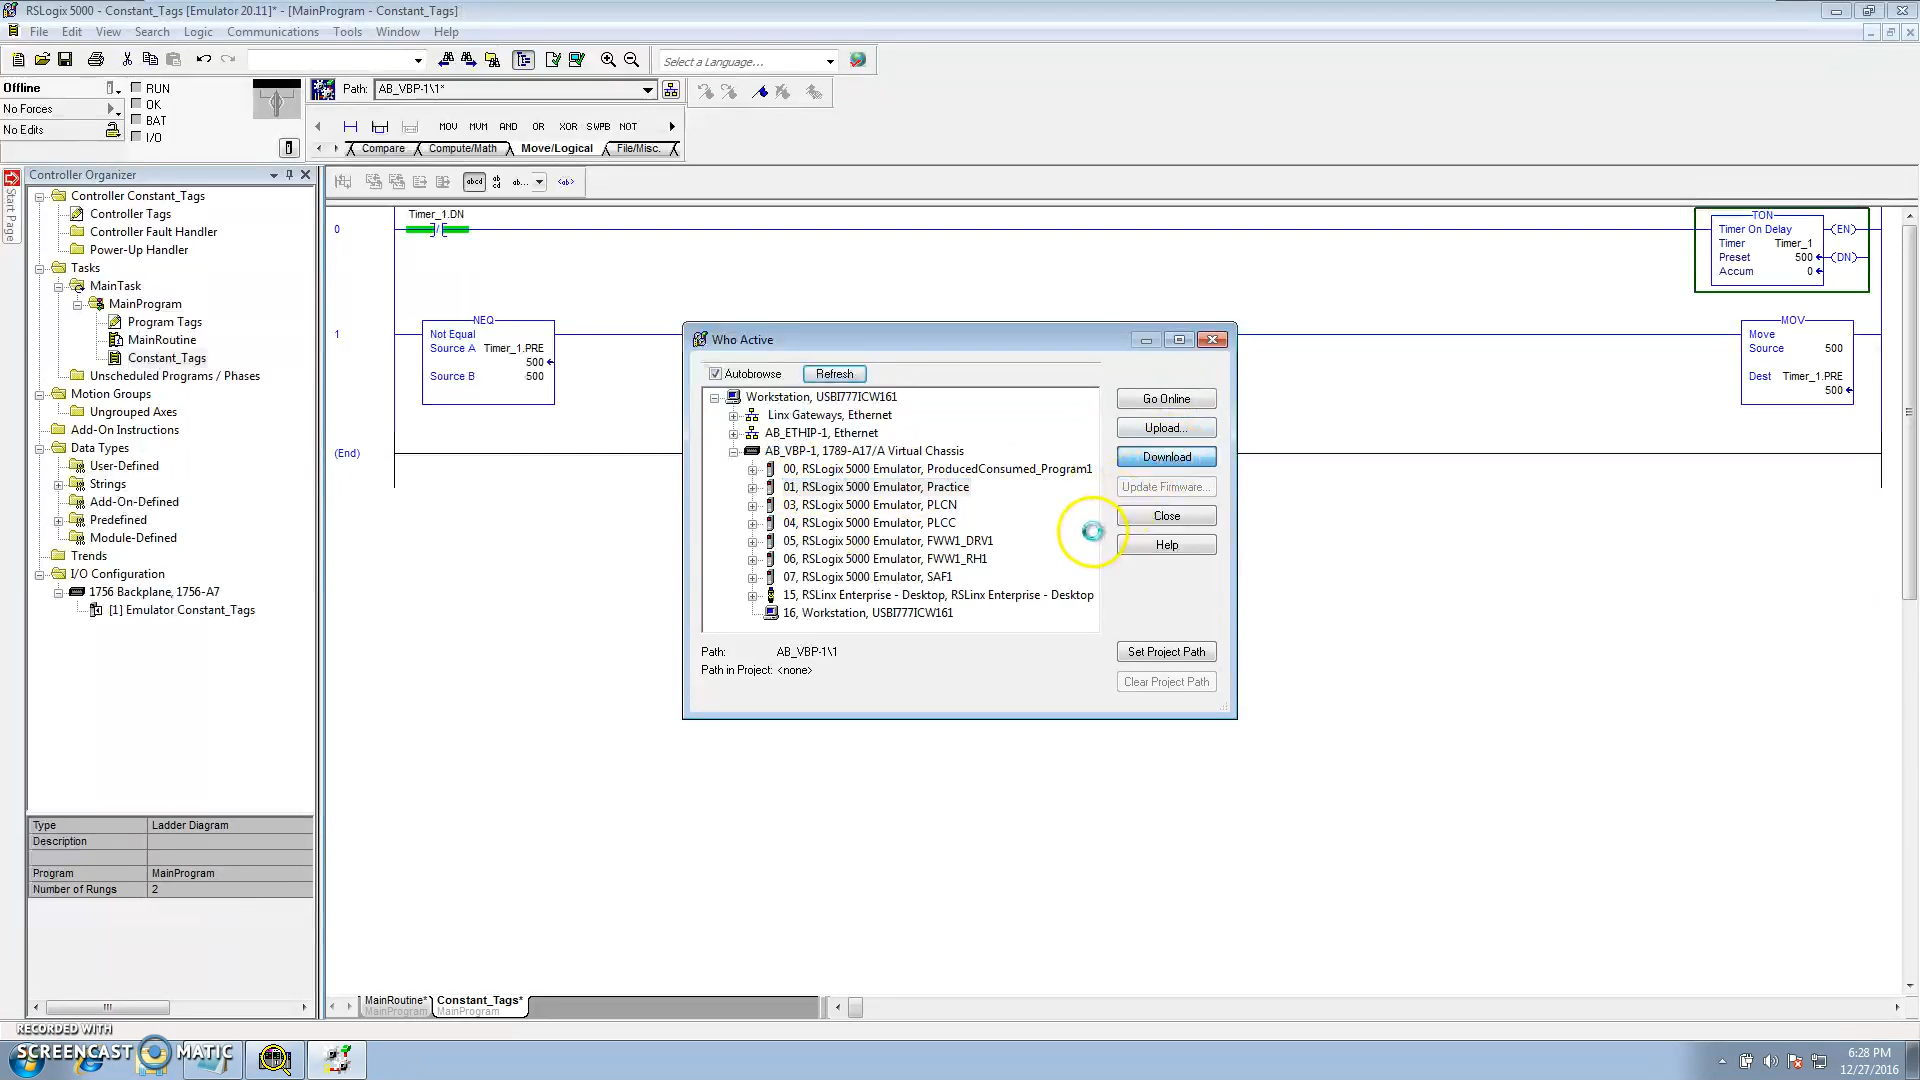 RSLogix 5000 - Constant_Tags [Emulator 20.11]* - [MainProgram - Constant_Tags]
File Edit View Search Logic Communications Tools Window Help
Select a Language...
Offline RUN Path: AB_VBP-1\1*
No Forces OK
No Edits BAT
I/O
MOV MVM AND OR XOR SWPB NOT
Compare Compute/Math Move/Logical File/Misc.
Start Page
Controller Organizer
Controller Constant_Tags
Controller Tags
Controller Fault Handler
Power-Up Handler
Tasks
MainTask
MainProgram
Program Tags
MainRoutine
Constant_Tags
Unscheduled Programs / Phases
Motion Groups
Ungrouped Axes
Add-On Instructions
Data Types
User-Defined
Strings
Add-On-Defined
Predefined
Module-Defined
Trends
I/O Configuration
1756 Backplane, 1756-A7
[1] Emulator Constant_Tags
Type Ladder Diagram
Description
Program MainProgram
Number of Rungs 2
abcd ab cd ab... <ab>
0
Timer_1.DN
TON
Timer On Delay (EN)
Timer Timer_1
Preset 500 (DN)
Accum 0
1
NEQ
Not Equal
Source A Timer_1.PRE
500
Source B 500
MOV
Move
Source 500
Dest Timer_1.PRE
500
(End)
Who Active
Autobrowse Refresh
Workstation, USBI777ICW161
Linx Gateways, Ethernet
AB_ETHIP-1, Ethernet
AB_VBP-1, 1789-A17/A Virtual Chassis
00, RSLogix 5000 Emulator, ProducedConsumed_Program1
01, RSLogix 5000 Emulator, Practice
03, RSLogix 5000 Emulator, PLCN
04, RSLogix 5000 Emulator, PLCC
05, RSLogix 5000 Emulator, FWW1_DRV1
06, RSLogix 5000 Emulator, FWW1_RH1
07, RSLogix 5000 Emulator, SAF1
15, RSLinx Enterprise - Desktop, RSLinx Enterprise - Desktop
16, Workstation, USBI777ICW161
Go Online
Upload...
Download
Update Firmware...
Close
Help
Set Project Path
Clear Project Path
Path: AB_VBP-1\1
Path in Project: <none>
MainRoutine* Constant_Tags*
MainProgram MainProgram
RECORDED WITH
SCREENCAST MATIC
6:28 PM
12/27/2016